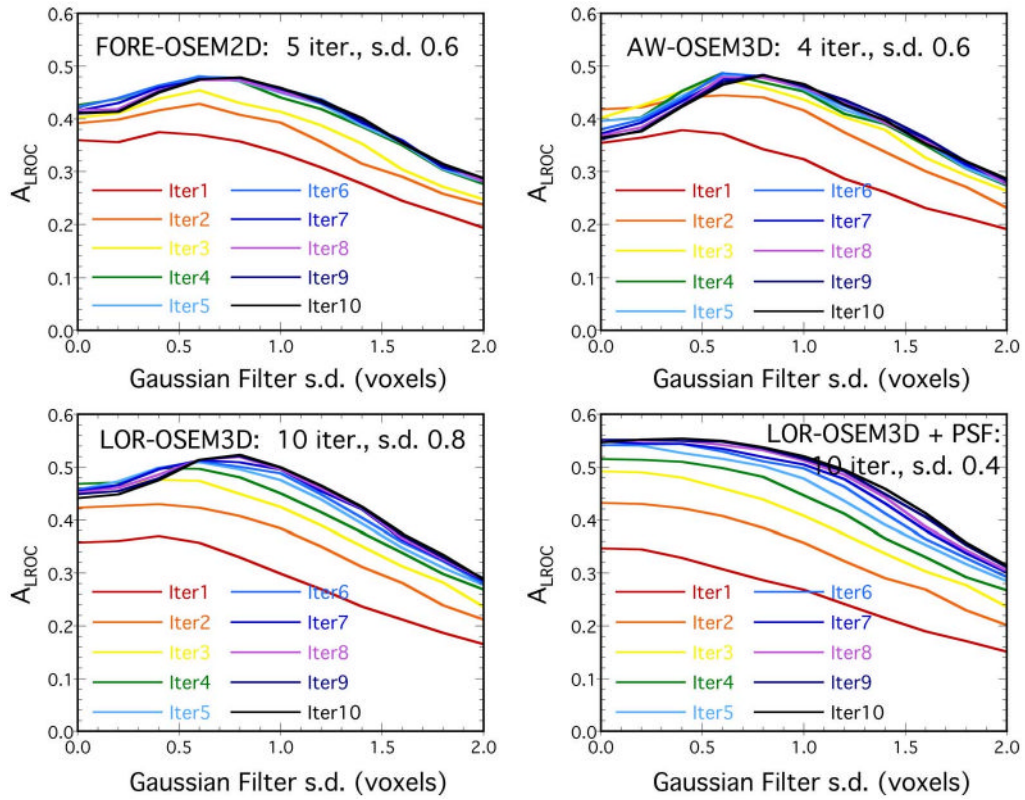 FORE-OSEM2D: 5 iter., s.d. 0.6
0.6
0.5
0.4
0.3
0.2
0.1
0.0
A_LROC
Iter1 Iter6
Iter2 Iter7
Iter3 Iter8
Iter4 Iter9
Iter5 Iter10
0.0 0.5 1.0 1.5 2.0
Gaussian Filter s.d. (voxels)
AW-OSEM3D: 4 iter., s.d. 0.6
0.6
0.5
0.4
0.3
0.2
0.1
0.0
A_LROC
Iter1 Iter6
Iter2 Iter7
Iter3 Iter8
Iter4 Iter9
Iter5 Iter10
0.0 0.5 1.0 1.5 2.0
Gaussian Filter s.d. (voxels)
LOR-OSEM3D: 10 iter., s.d. 0.8
0.6
0.5
0.4
0.3
0.2
0.1
0.0
A_LROC
Iter1 Iter6
Iter2 Iter7
Iter3 Iter8
Iter4 Iter9
Iter5 Iter10
0.0 0.5 1.0 1.5 2.0
Gaussian Filter s.d. (voxels)
LOR-OSEM3D + PSF:
10 iter., s.d. 0.4
0.6
0.5
0.4
0.3
0.2
0.1
0.0
A_LROC
Iter1 Iter6
Iter2 Iter7
Iter3 Iter8
Iter4 Iter9
Iter5 Iter10
0.0 0.5 1.0 1.5 2.0
Gaussian Filter s.d. (voxels)